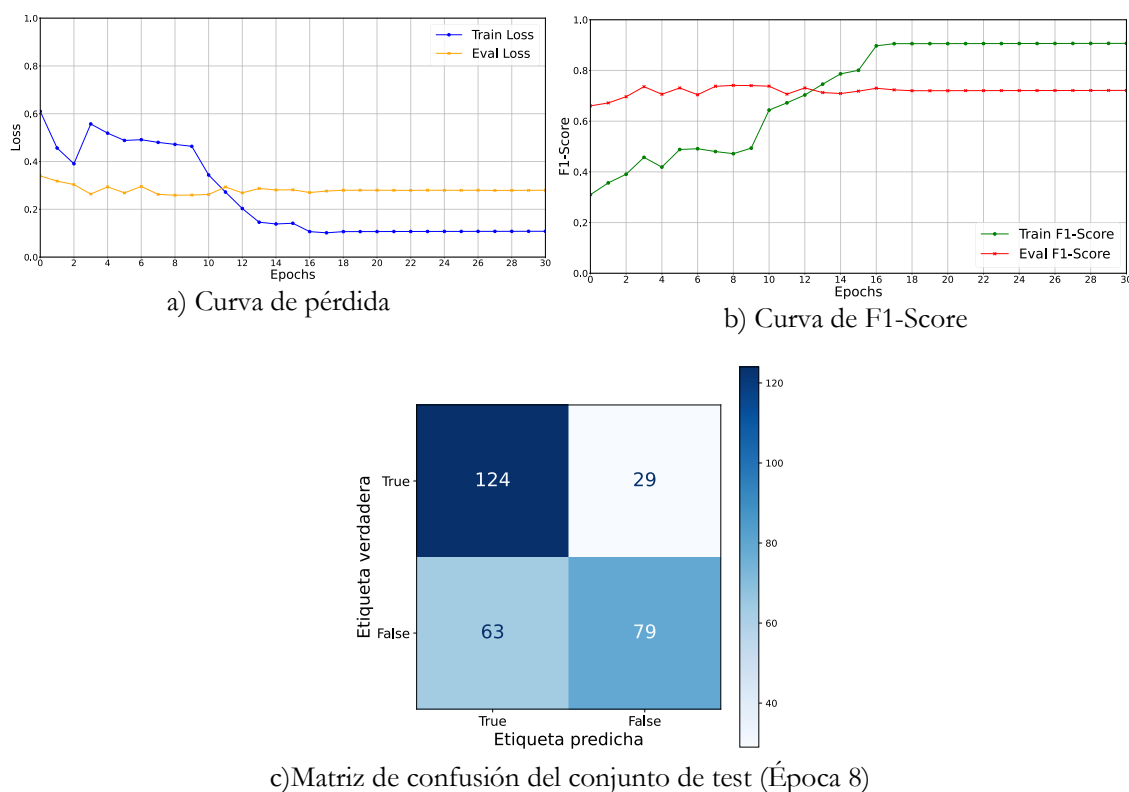 1.0
0.8
0.6
0.4
0.2
0.0
Loss
Train Loss
Eval Loss
0 2 4 6 8 10 12 14 16 18 20 22 24 26 28 30
Epochs
a) Curva de pérdida
1.0
0.8
0.6
0.4
0.2
0.0
F1-Score
Train F1-Score
Eval F1-Score
0 2 4 6 8 10 12 14 16 18 20 22 24 26 28 30
Epochs
b) Curva de F1-Score
Etiqueta verdadera
True
124 29
False
63 79
True False
Etiqueta predicha
120
100
80
60
40
c)Matriz de confusión del conjunto de test (Época 8)